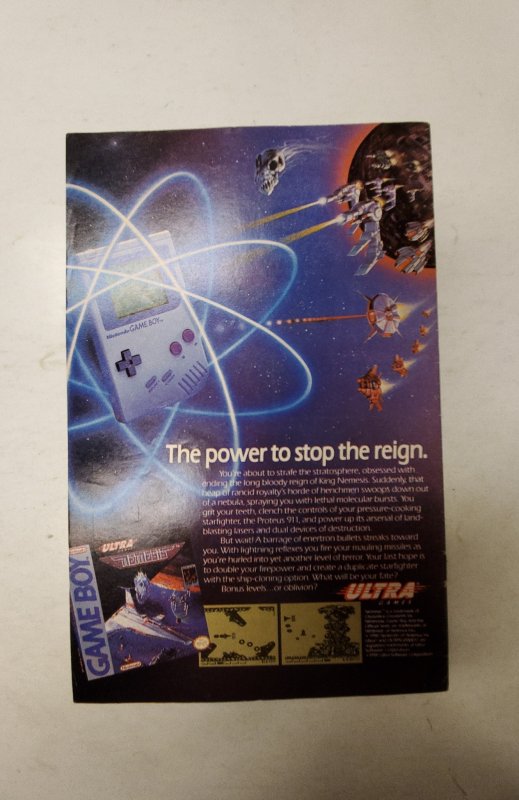 Nintendo GAME BOY™
The power to stop the reign.
You're about to strafe the stratosphere, obsessed with
ending the long bloody reign of King Nemesis. Suddenly, that
heap of rancid royalty's horde of henchmen swoops down out
of a nebula, spraying you with lethal molecular bursts. You
grit your teeth, clench the controls of your pressure-cooking
starfighter, the Proteus 911, and power up its arsenal of land-
blasting lasers and dual devices of destruction.
But wait! A barrage of enertron bullets streaks toward
you. With lightning reflexes you fire your mauling missiles as
you're hurled into yet another level of terror. Your last hope is
to double your firepower and create a duplicate starfighter
with the ship-cloning option. What will be your fate?
Bonus levels...or oblivion?
ULTRA
GAMES
GAME BOY
ULTRA
NEMESIS
Nintendo